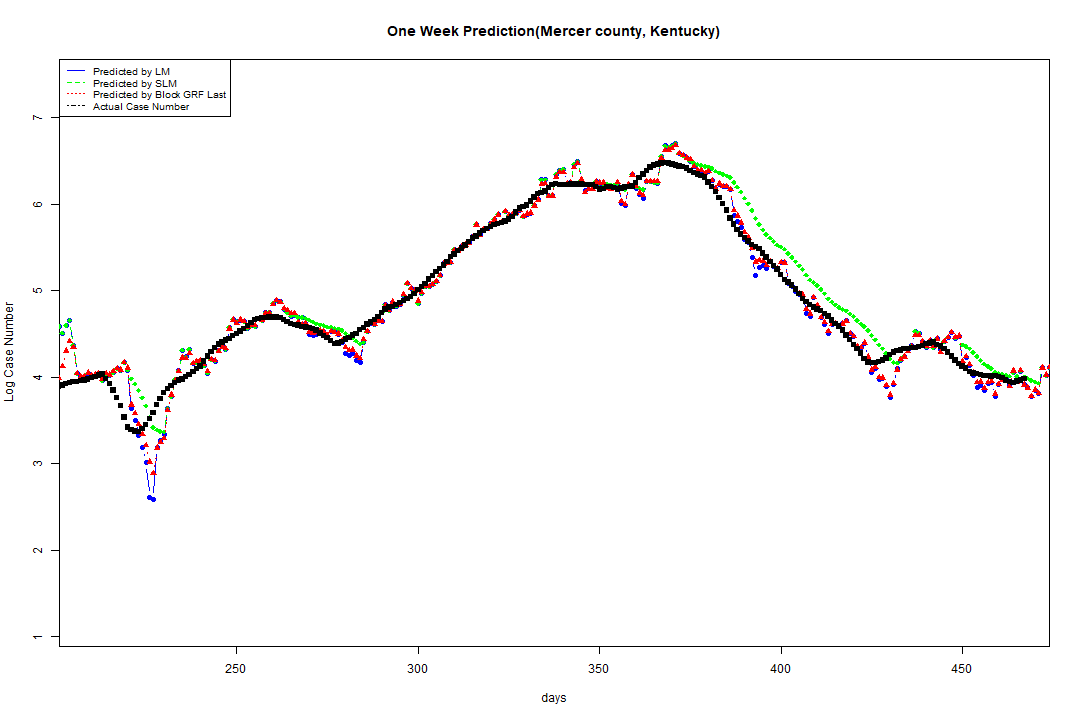 One Week Prediction(Mercer county, Kentucky)
Predicted by LM
Predicted by SLM
Predicted by Block GRF Last
Actual Case Number
Log Case Number
7
6
5
4
3
2
1
250 300 350 400 450
days